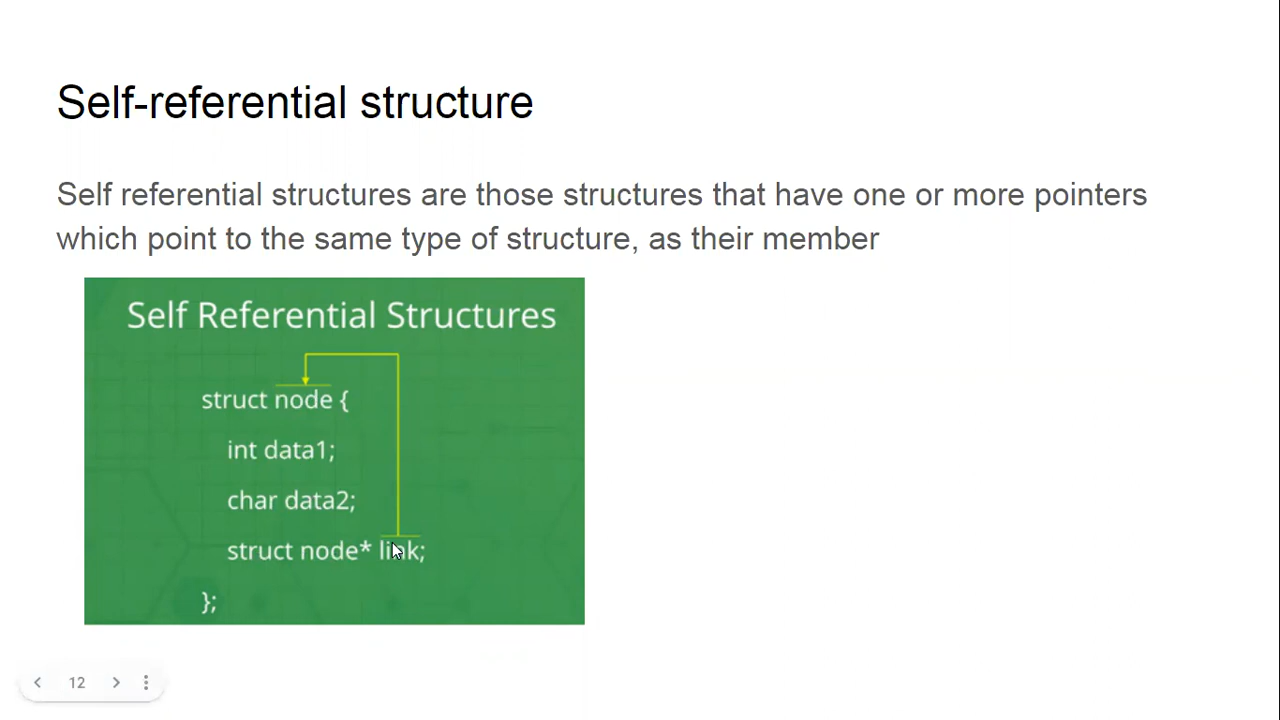 Self-referential structure
Self referential structures are those structures that have one or more pointers
which point to the same type of structure, as their member
Self Referential Structures
struct node {
int data1;
char data2;
struct node* link;
};
12